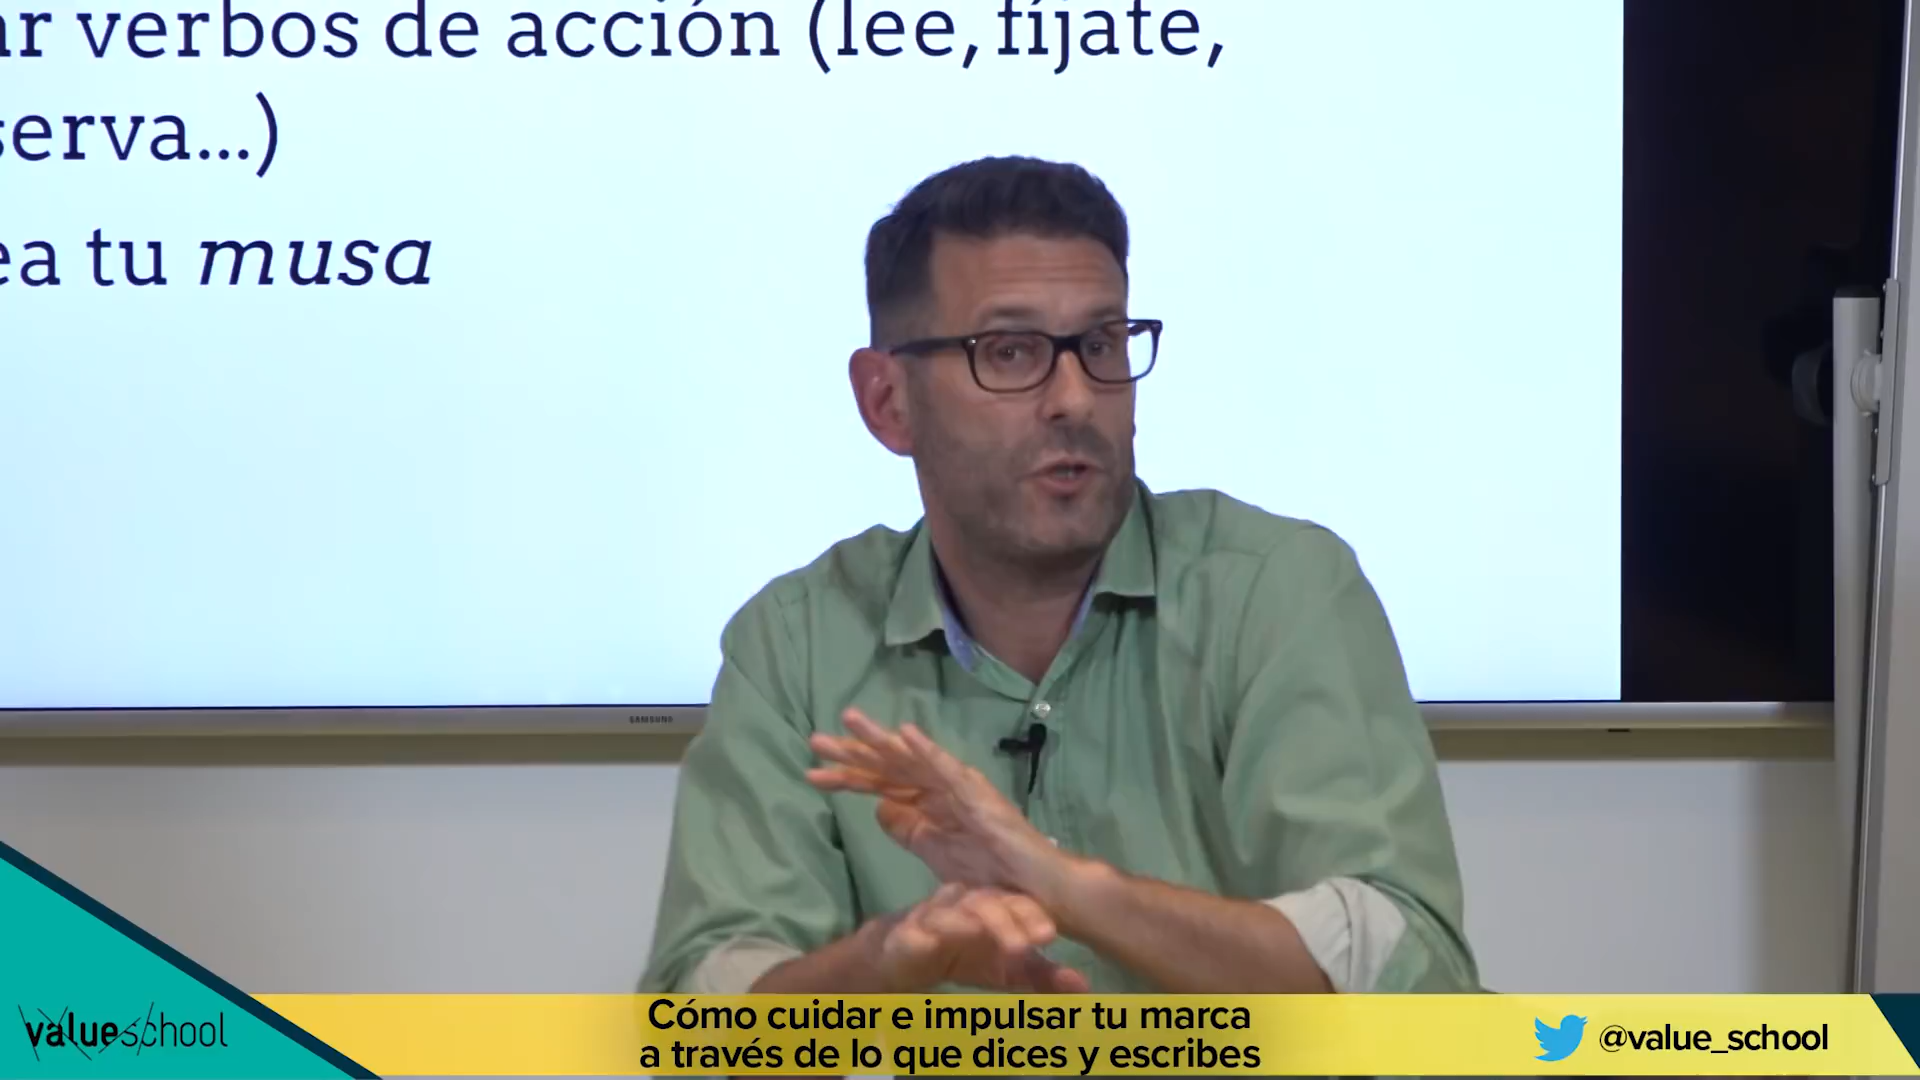 ar verbos de acción (lee, fíjate,
serva...)
ea tu musa
SAMSUNG
valueschool
Cómo cuidar e impulsar tu marca
a través de lo que dices y escribes
@value_school